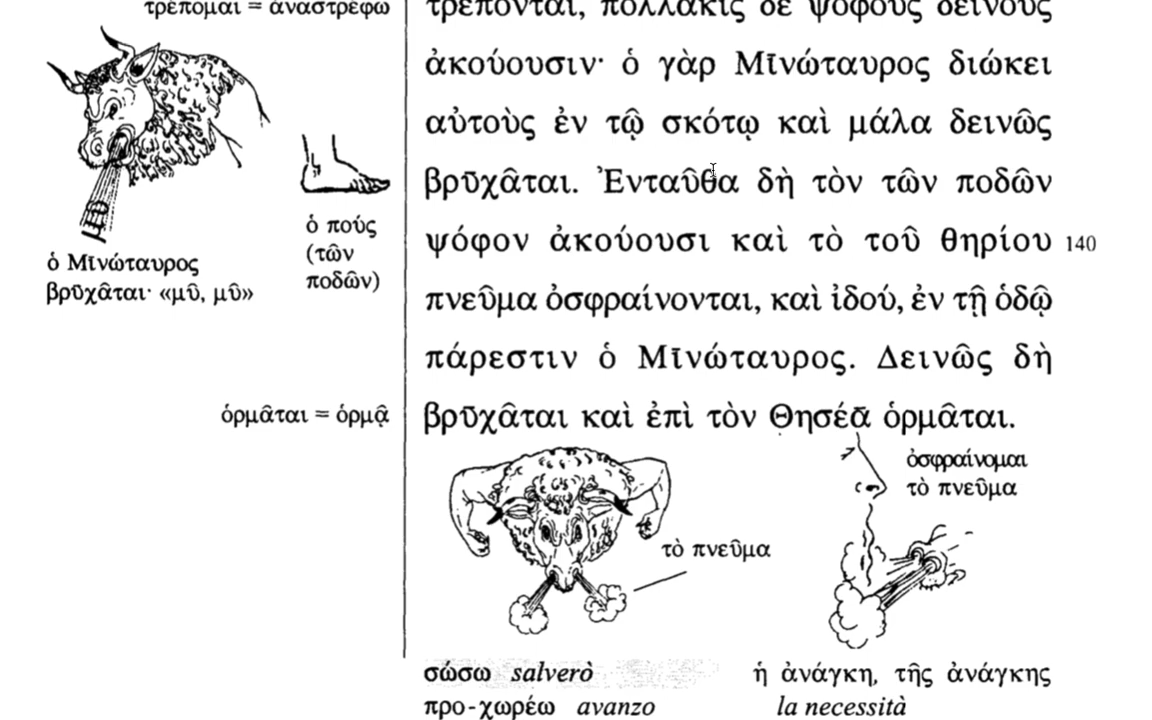 τρέπομαι = ἀναστρέφω
ὁ Μῑνώταυρος
βρῡχᾶται· «μῦ, μῦ»
ὁ πούς
(τῶν
ποδῶν)
ὁρμᾶται = ὁρμᾷ
τρέπονται, πολλάκις δὲ ψόφους δεινοὺς
ἀκούουσιν· ὁ γὰρ Μῑνώταυρος διώκει
αὐτοὺς ἐν τῷ σκότῳ καὶ μάλα δεινῶς
βρῡχᾶται. Ἐνταῦθα δὴ τὸν τῶν ποδῶν
ψόφον ἀκούουσι καὶ τὸ τοῦ θηρίου 140
πνεῦμα ὀσφραίνονται, καὶ ἰδού, ἐν τῇ ὁδῷ
πάρεστιν ὁ Μῑνώταυρος. Δεινῶς δὴ
βρῡχᾶται καὶ ἐπὶ τὸν Θησέᾱ ὁρμᾶται.
τὸ πνεῦμα
ὀσφραίνομαι
τὸ πνεῦμα
σώσω salverò
προ-χωρέω avanzo
ἡ ἀνάγκη, τῆς ἀνάγκης
la necessità